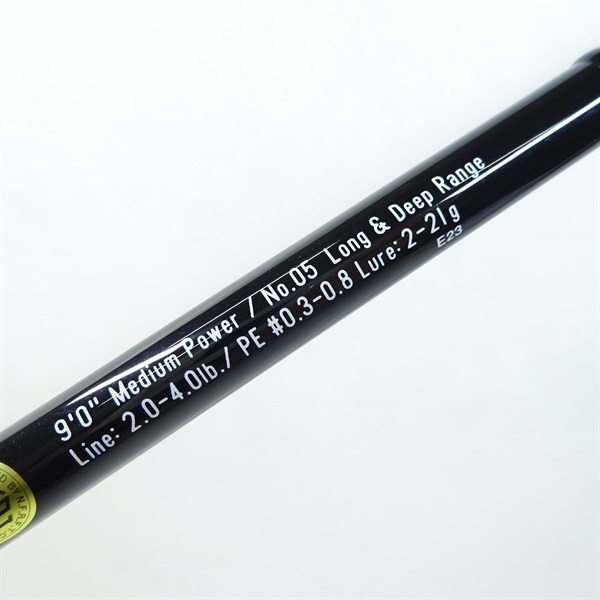 9'0" Medium Power / No.05 Long & Deep Range
Line: 2.0-4.0lb./ PE #0.3-0.8 Lure: 2-21g
E23